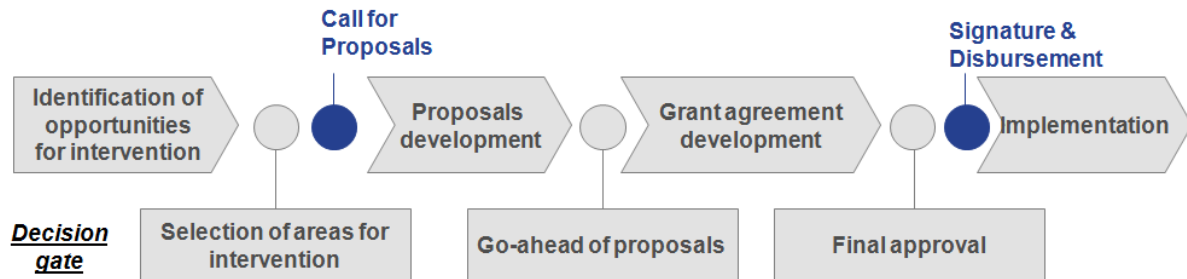 Call for
Proposals
Signature &
Disbursement
Identification of
opportunities
for intervention
Proposals
development
Grant agreement
development
Implementation
Decision
gate
Selection of areas for
intervention
Go-ahead of proposals
Final approval